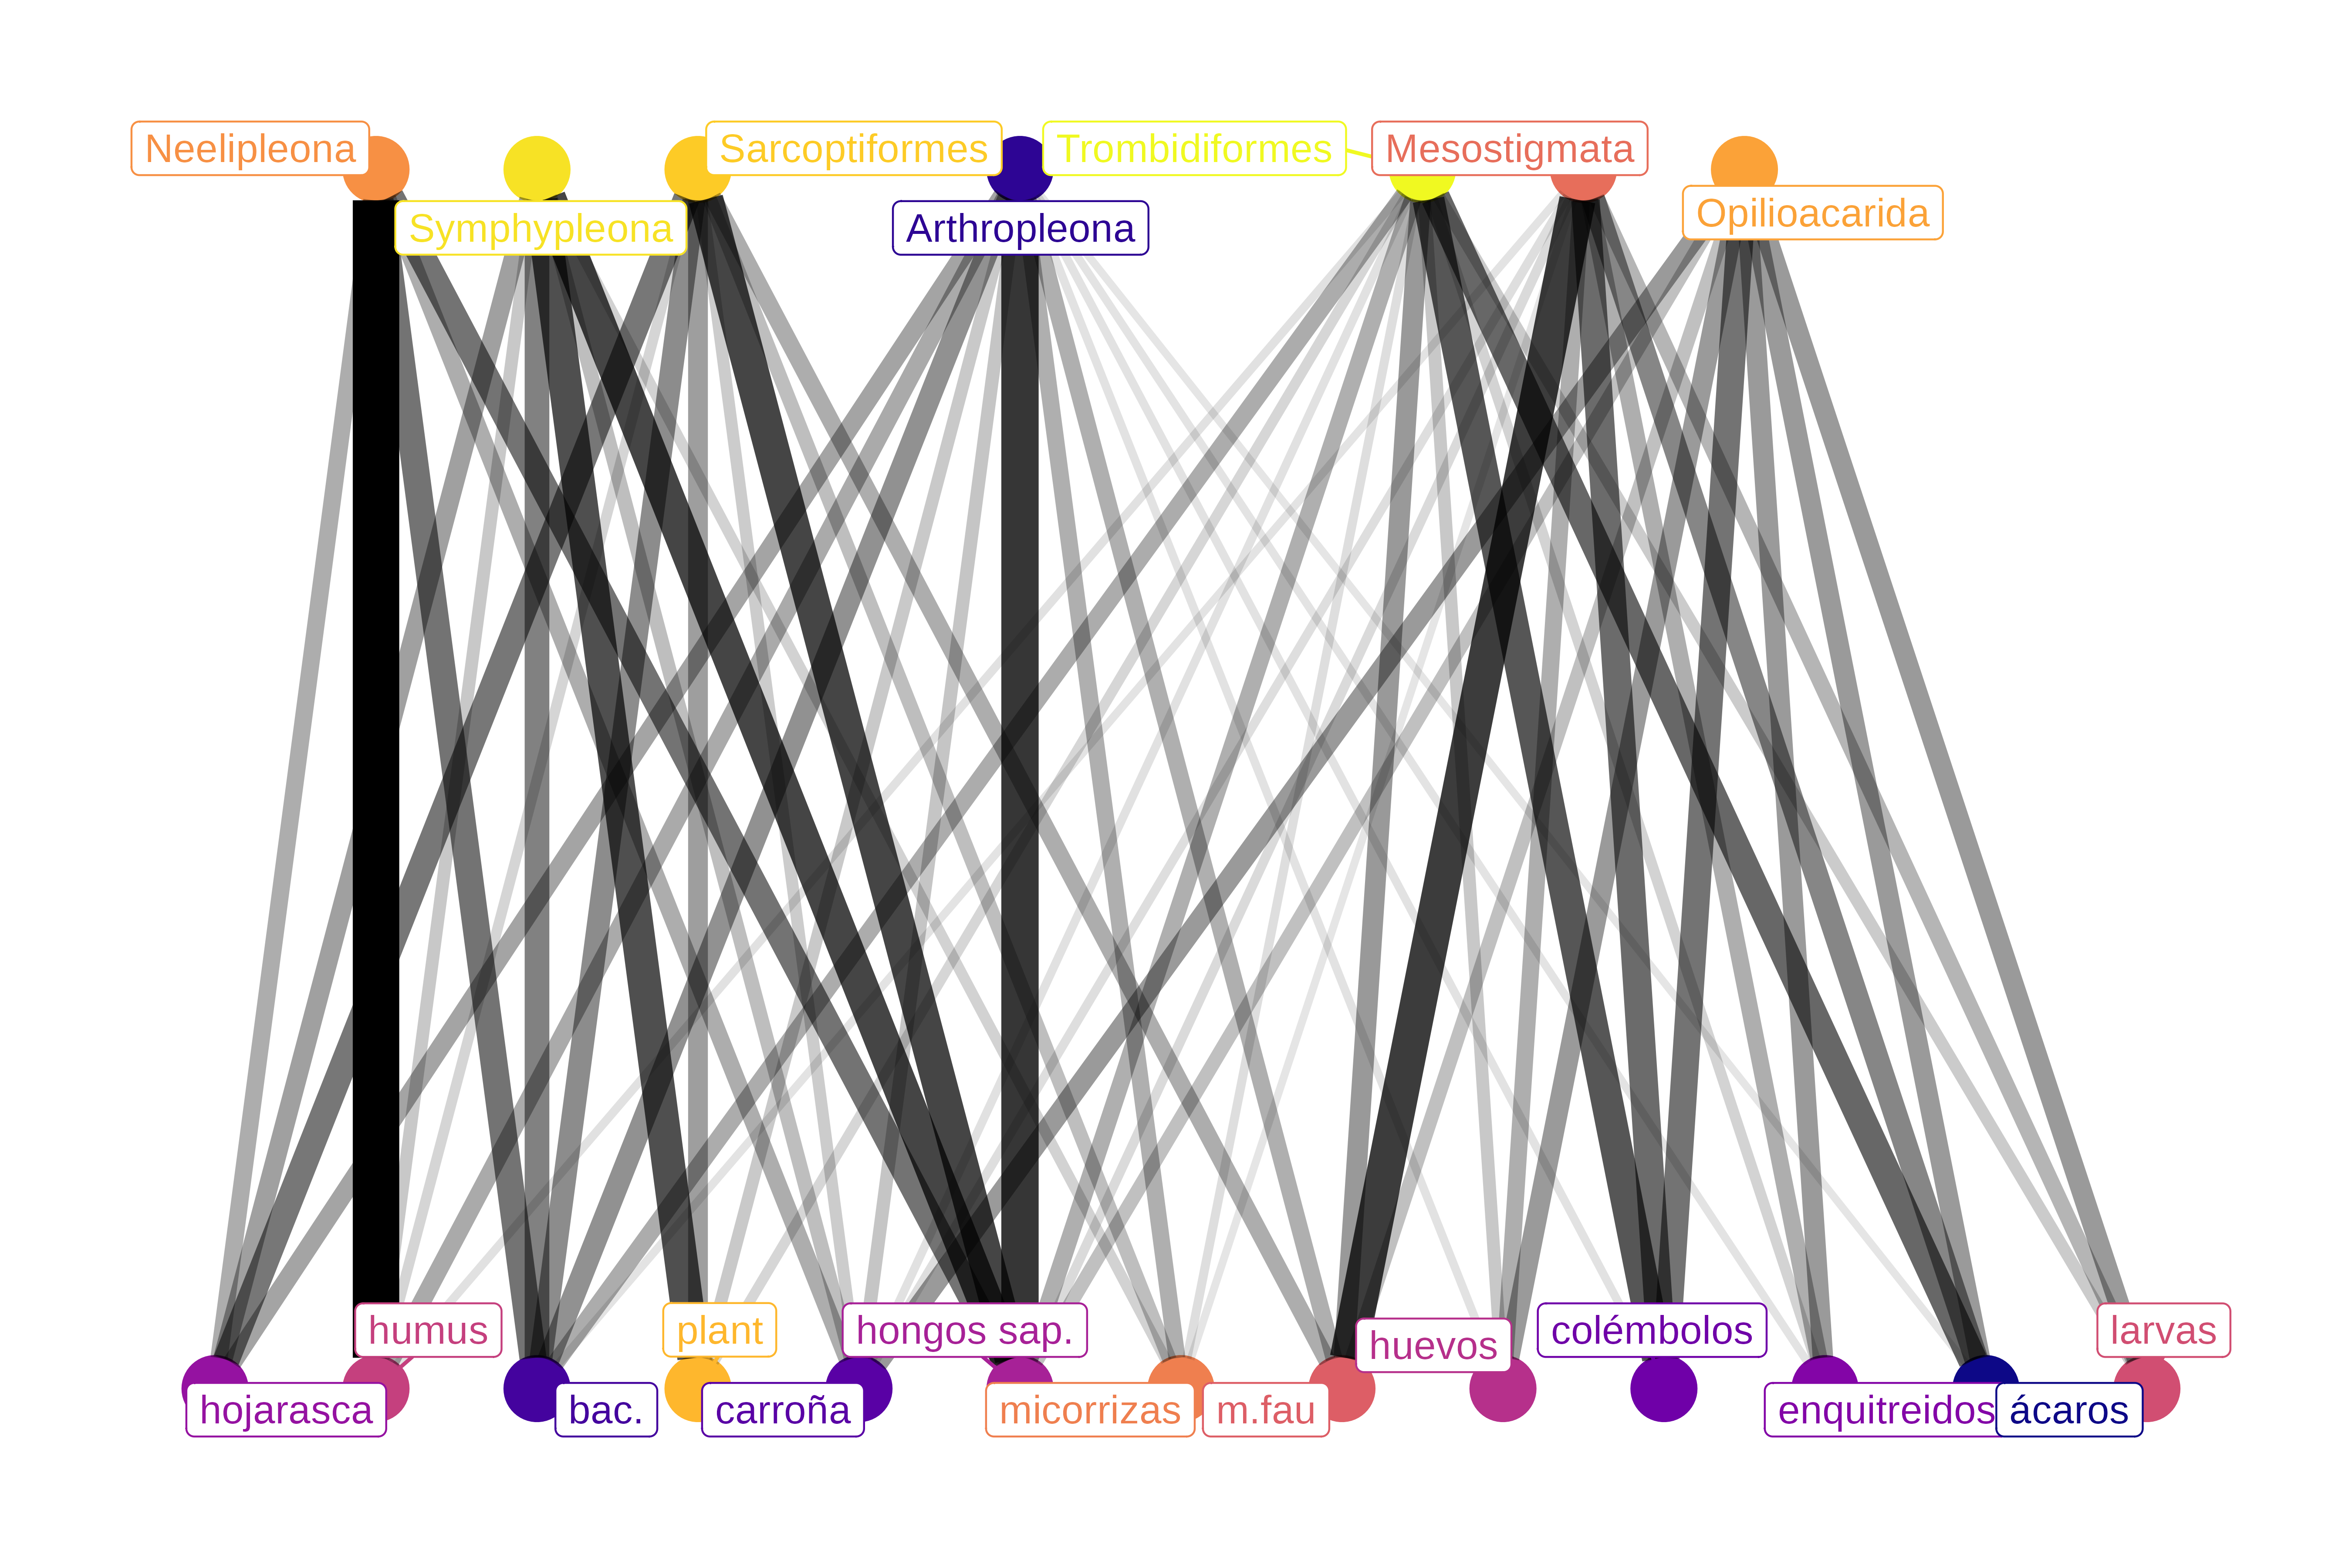 Neelipleona
Sarcoptiformes
Trombidiformes
Mesostigmata
Symphypleona
Arthropleona
Opilioacarida
humus
plant
hongos sap.
huevos
colémbolos
larvas
hojarasca
bac.
carroña
micorrizas
m.fau
enquitreidos
ácaros